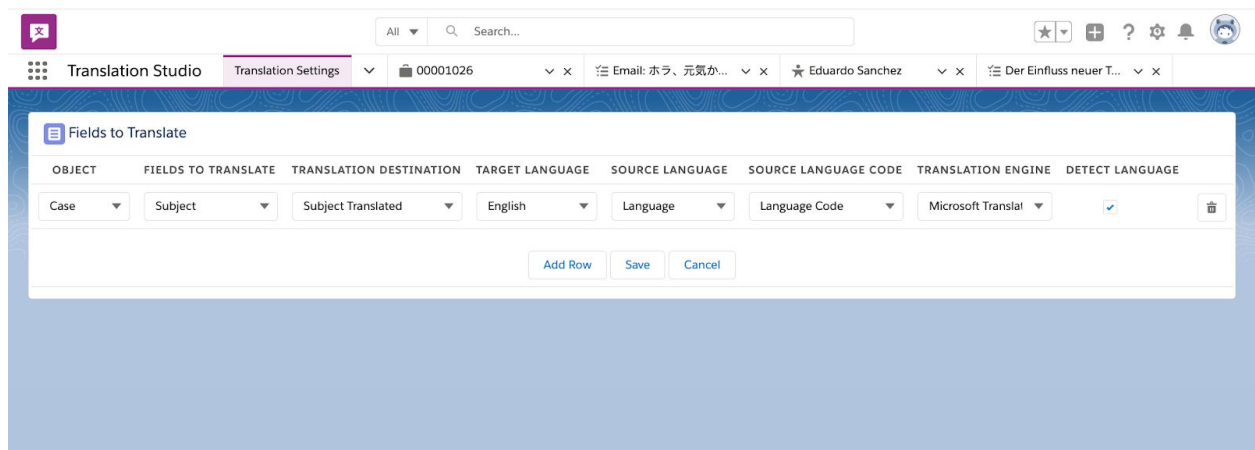 All Search...
Translation Studio Translation Settings 00001026 Email: ホラ、元気か... Eduardo Sanchez Der Einfluss neuer T...
Fields to Translate
OBJECT FIELDS TO TRANSLATE TRANSLATION DESTINATION TARGET LANGUAGE SOURCE LANGUAGE SOURCE LANGUAGE CODE TRANSLATION ENGINE DETECT LANGUAGE
Case Subject Subject Translated English Language Language Code Microsoft Translat
Add Row Save Cancel